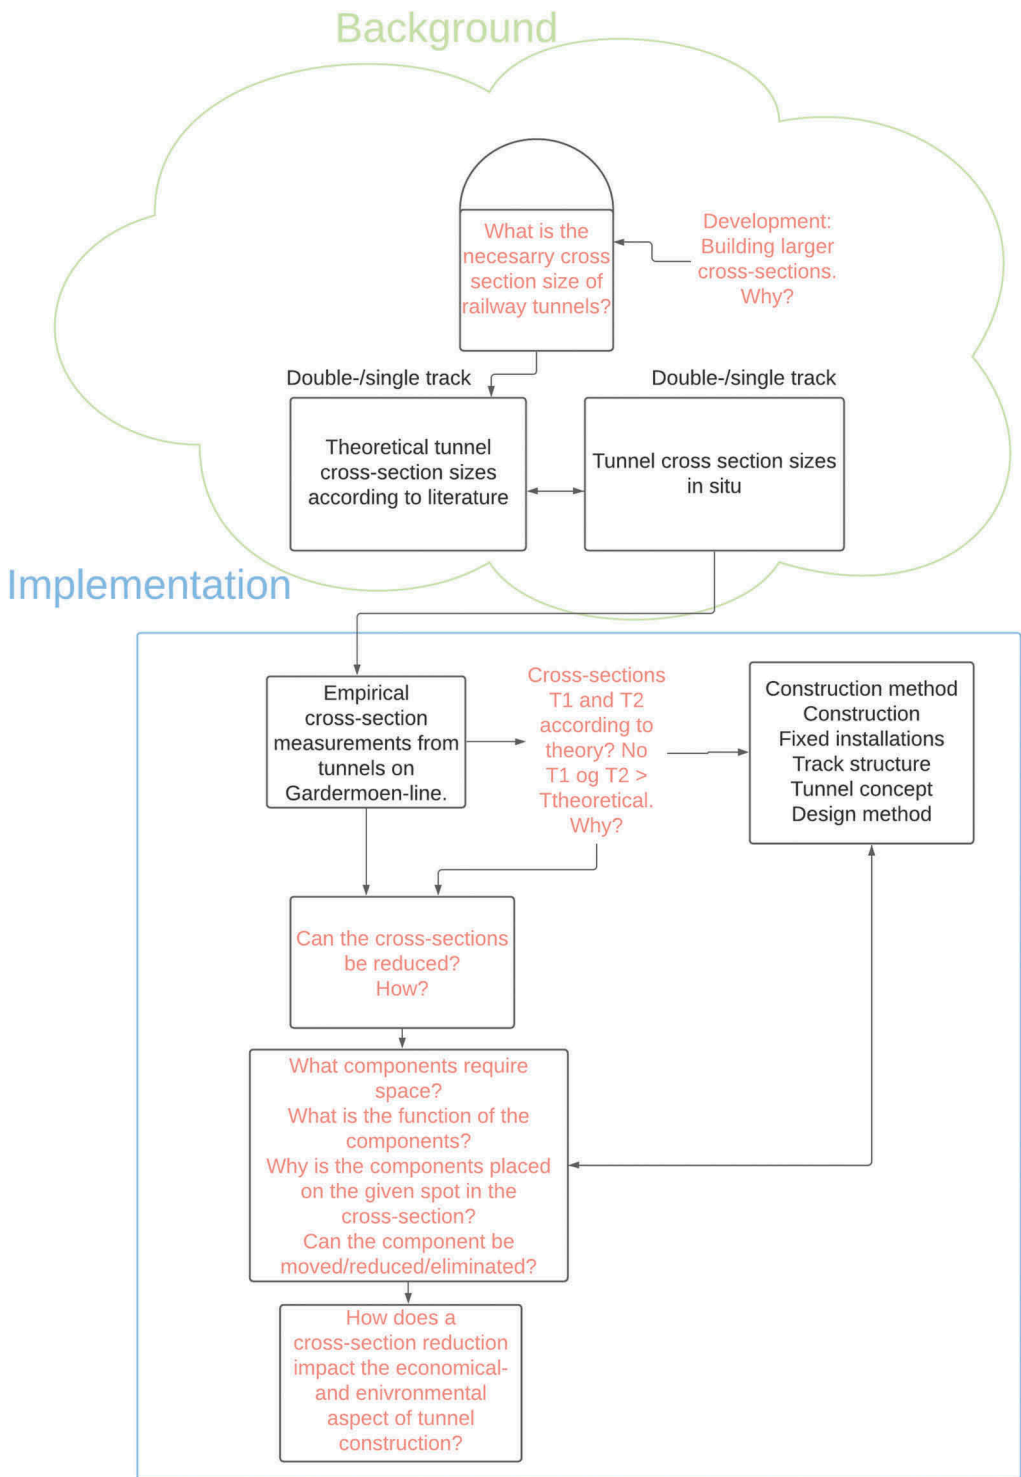 Background
What is the
necesarry cross
section size of
railway tunnels?
Development:
Building larger
cross-sections.
Why?
Double-/single track
Double-/single track
Theoretical tunnel
cross-section sizes
according to literature
Tunnel cross section sizes
in situ
Implementation
Empirical
cross-section
measurements from
tunnels on
Gardermoen-line.
Cross-sections
T1 and T2
according to
theory? No
T1 og T2 >
Ttheoretical.
Why?
Construction method
Construction
Fixed installations
Track structure
Tunnel concept
Design method
Can the cross-sections
be reduced?
How?
What components require
space?
What is the function of the
components?
Why is the components placed
on the given spot in the
cross-section?
Can the component be
moved/reduced/eliminated?
How does a
cross-section reduction
impact the economical-
and enivronmental
aspect of tunnel
construction?